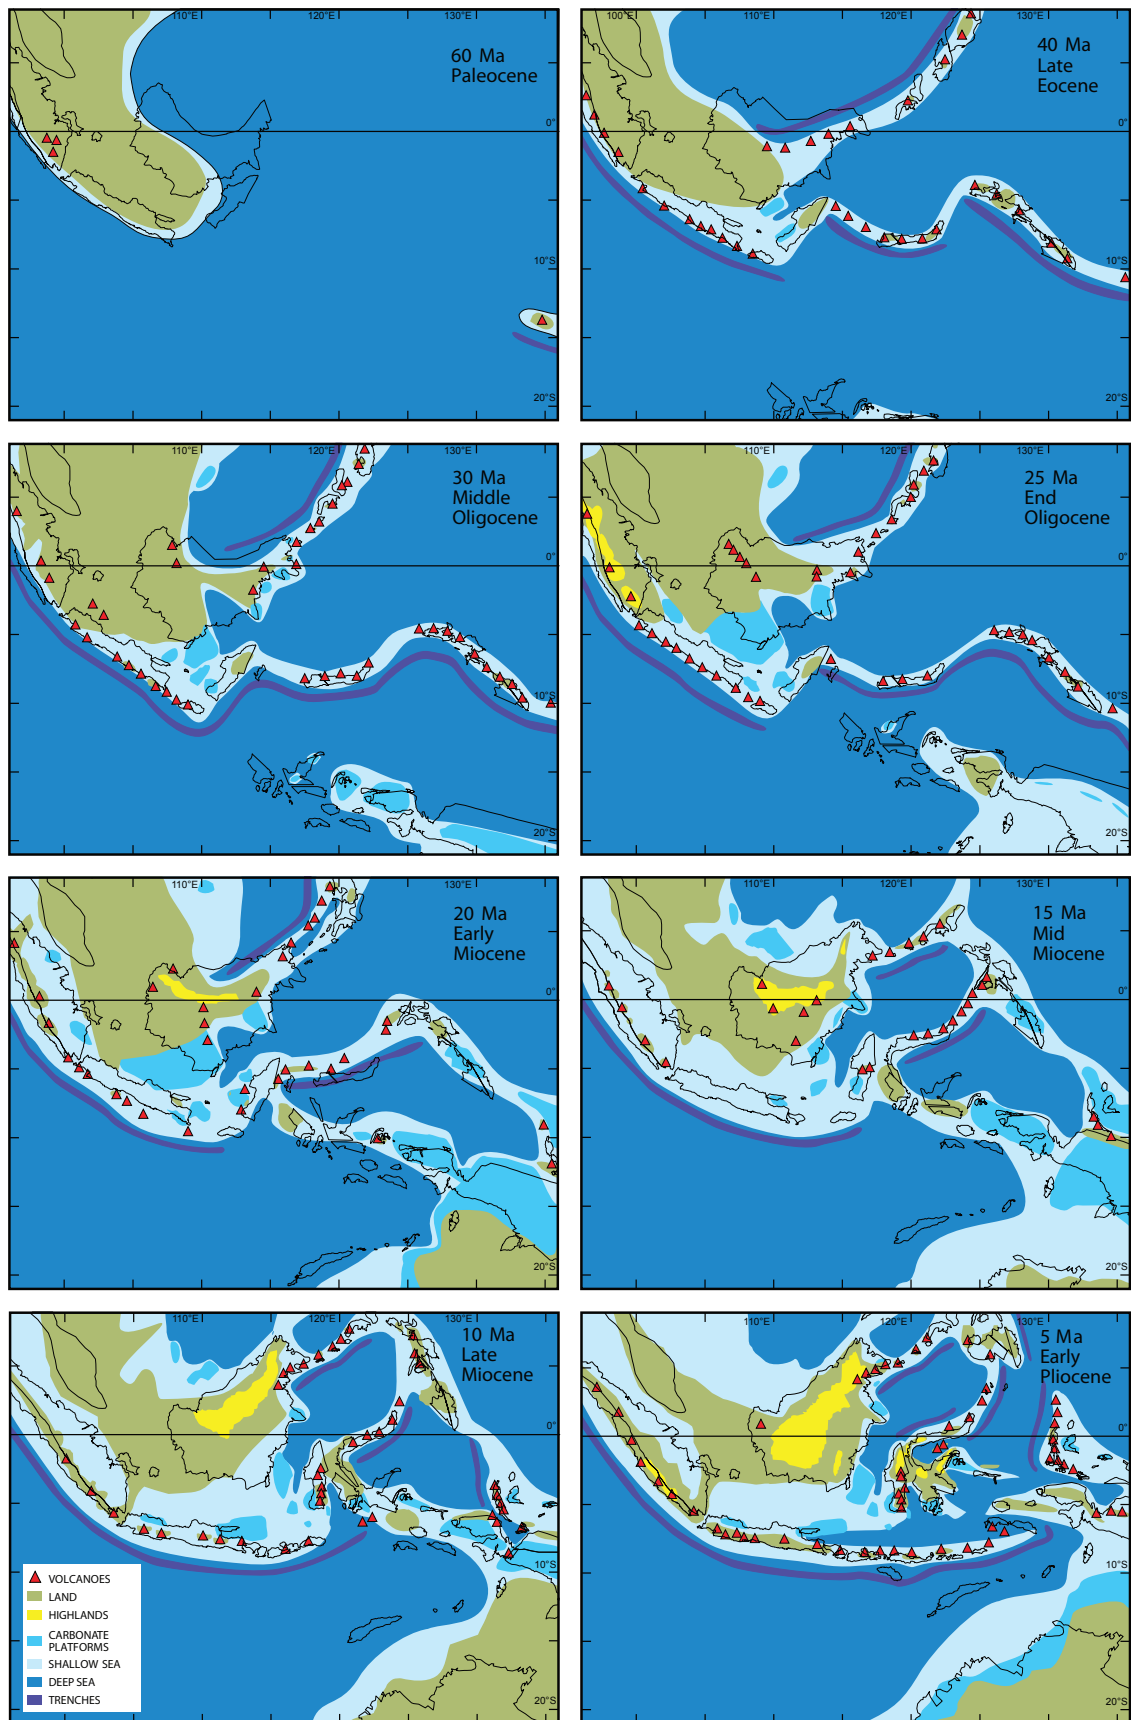 110°E 120°E 130°E
60 Ma
Paleocene
0°
10°S
20°S
100°E 110°E 120°E 130°E
40 Ma
Late
Eocene
0°
10°S
20°S
110°E 120°E 130°E
30 Ma
Middle
Oligocene
0°
10°S
20°S
110°E 120°E 130°E
25 Ma
End
Oligocene
0°
10°S
20°S
110°E 130°E
20 Ma
Early
Miocene
0°
20°S
110°E 120°E 130°E
15 Ma
Mid
Miocene
0°
20°S
110°E 120°E 130°E
10 Ma
Late
Miocene
0°
10°S
20°S
VOLCANOES
LAND
HIGHLANDS
CARBONATE
PLATFORMS
SHALLOW SEA
DEEP SEA
TRENCHES
110°E 120°E 130°E
5 Ma
Early
Pliocene
0°
10°S
20°S